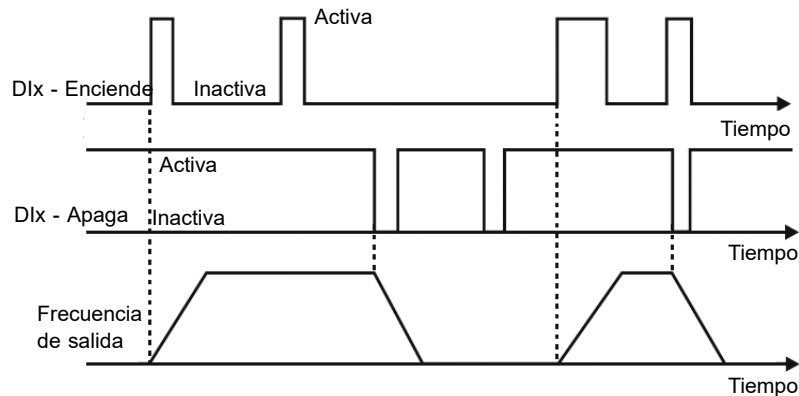 Activa
DIx - Enciende
Inactiva
Tiempo
Activa
DIx - Apaga
Inactiva
Tiempo
Frecuencia
de salida
Tiempo